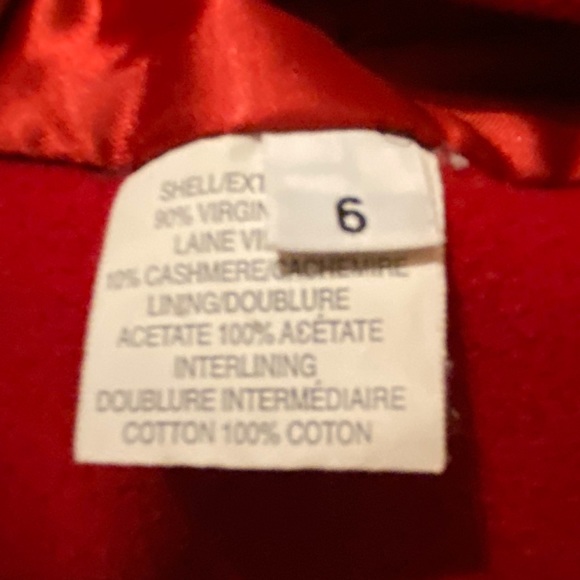 SHELL/EXT
6
90% VIRGIN
LAINE VI
10% CASHMERE/CACHEMIRE
LINING/DOUBLURE
ACETATE 100% ACÉTATE
INTERLINING
DOUBLURE INTERMÉDIAIRE
COTTON 100% COTON